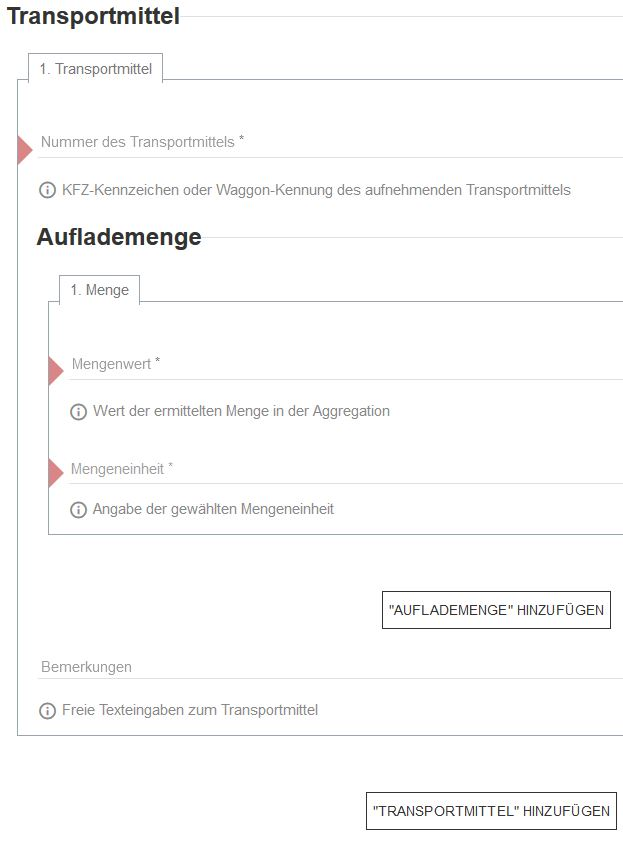 Transportmittel
1. Transportmittel
Nummer des Transportmittels *
KFZ-Kennzeichen oder Waggon-Kennung des aufnehmenden Transportmittels
Auflademenge
1. Menge
Mengenwert *
Wert der ermittelten Menge in der Aggregation
Mengeneinheit *
Angabe der gewählten Mengeneinheit
"AUFLADEMENGE" HINZUFÜGEN
Bemerkungen
Freie Texteingaben zum Transportmittel
"TRANSPORTMITTEL" HINZUFÜGEN